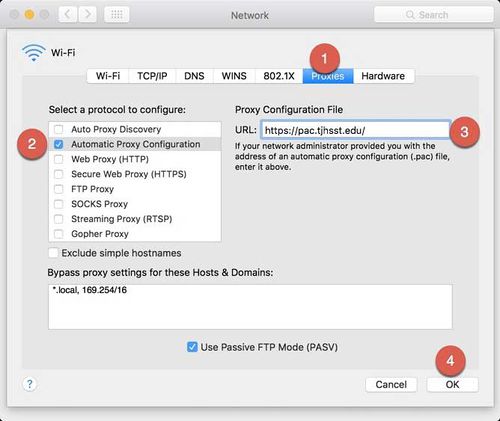 Network
Search
Wi-Fi
1
Wi-Fi TCP/IP DNS WINS 802.1X Proxies Hardware
Select a protocol to configure:
Auto Proxy Discovery
2
Automatic Proxy Configuration
Web Proxy (HTTP)
Secure Web Proxy (HTTPS)
FTP Proxy
SOCKS Proxy
Streaming Proxy (RTSP)
Gopher Proxy
Exclude simple hostnames
Proxy Configuration File
URL: https://pac.tjhsst.edu/
3
If your network administrator provided you with the
address of an automatic proxy configuration (.pac) file,
enter it above.
Bypass proxy settings for these Hosts & Domains:
*.local, 169.254/16
Use Passive FTP Mode (PASV)
4
?
Cancel OK